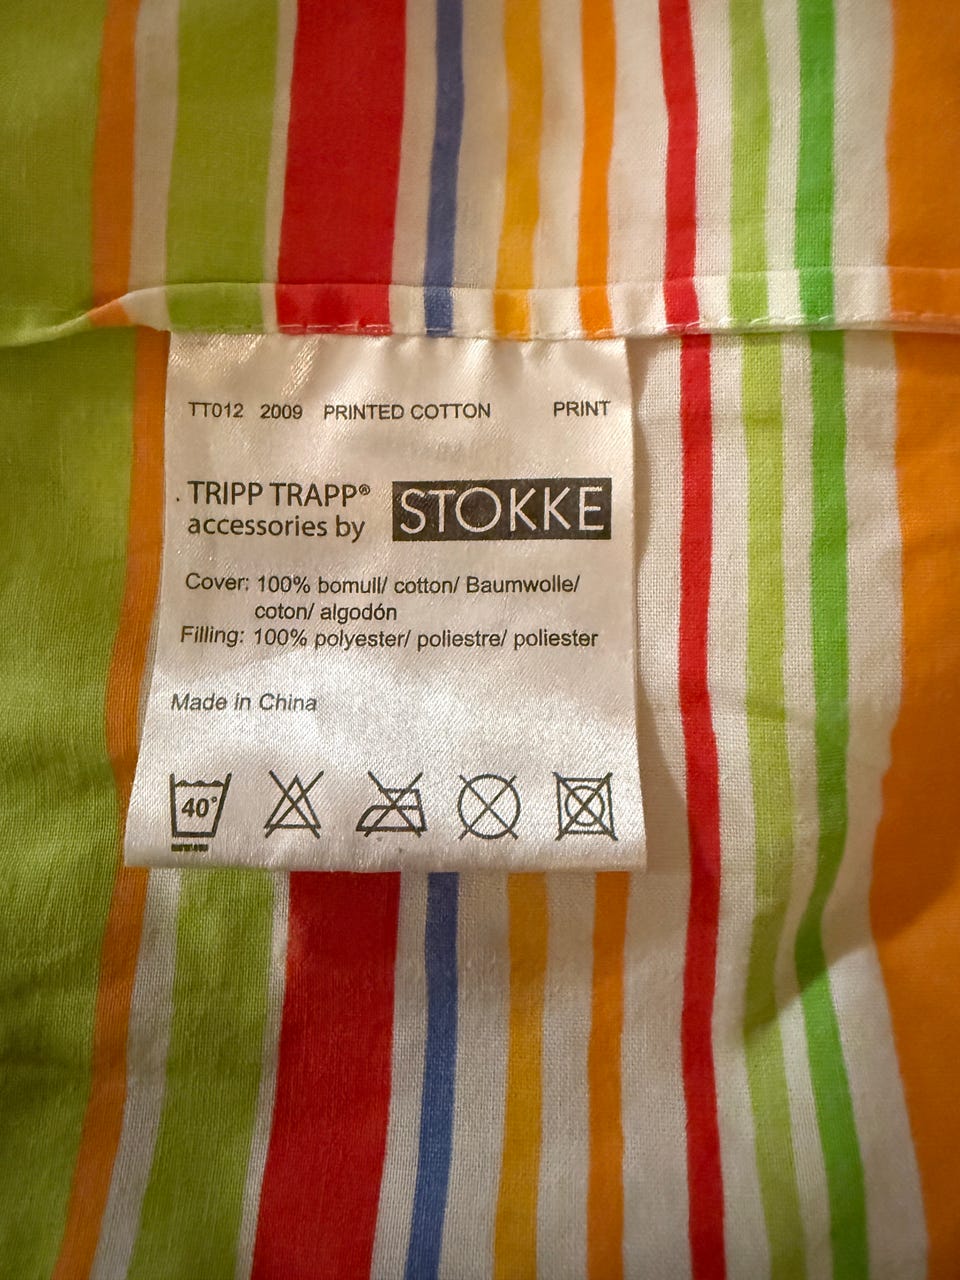 TT012 2009 PRINTED COTTON PRINT
TRIPP TRAPP® STOKKE
accessories by
Cover: 100% bomull/ cotton/ Baumwolle/
coton/ algodón
Filling: 100% polyester/ poliestre/ poliester
Made in China
40°